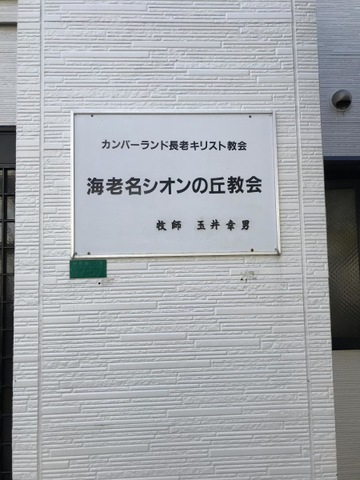 カンバーランド長老キリスト教会
海老名シオンの丘教会
牧師 玉井幸男